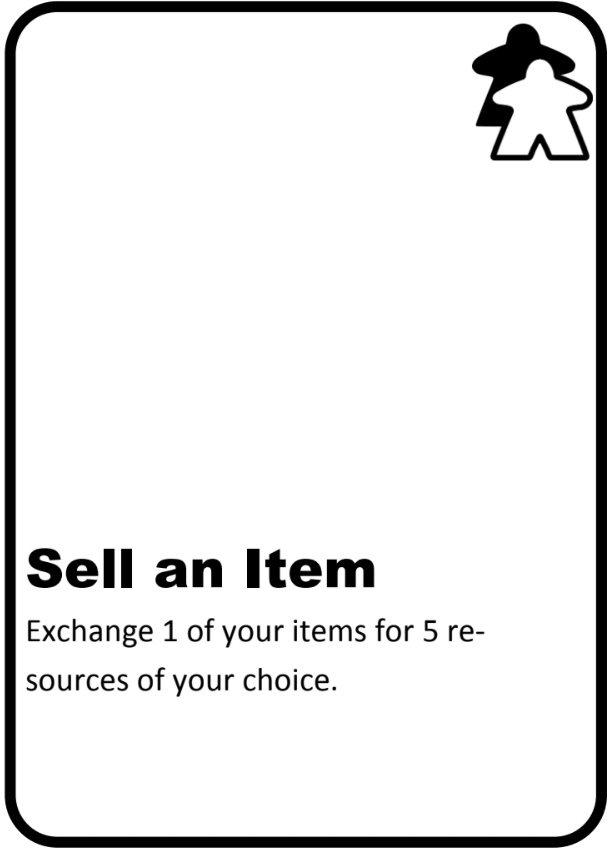 Sell an Item
Exchange 1 of your items for 5 re-
sources of your choice.